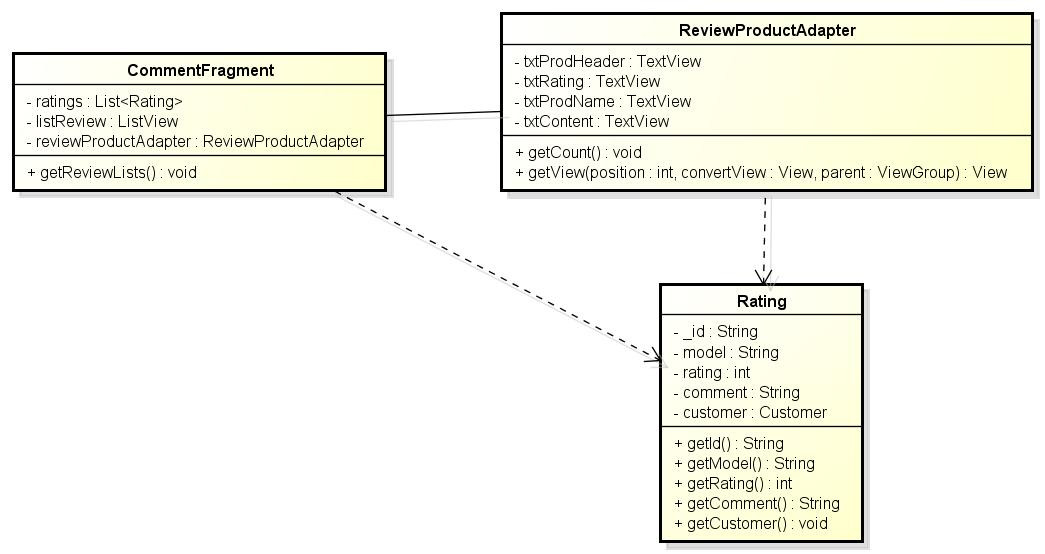 CommentFragment
- ratings : List<Rating>
- listReview : ListView
- reviewProductAdapter : ReviewProductAdapter
+ getReviewLists() : void
ReviewProductAdapter
- txtProdHeader : TextView
- txtRating : TextView
- txtProdName : TextView
- txtContent : TextView
+ getCount() : void
+ getView(position : int, convertView : View, parent : ViewGroup) : View
Rating
- _id : String
- model : String
- rating : int
- comment : String
- customer : Customer
+ getId() : String
+ getModel() : String
+ getRating() : int
+ getComment() : String
+ getCustomer() : void